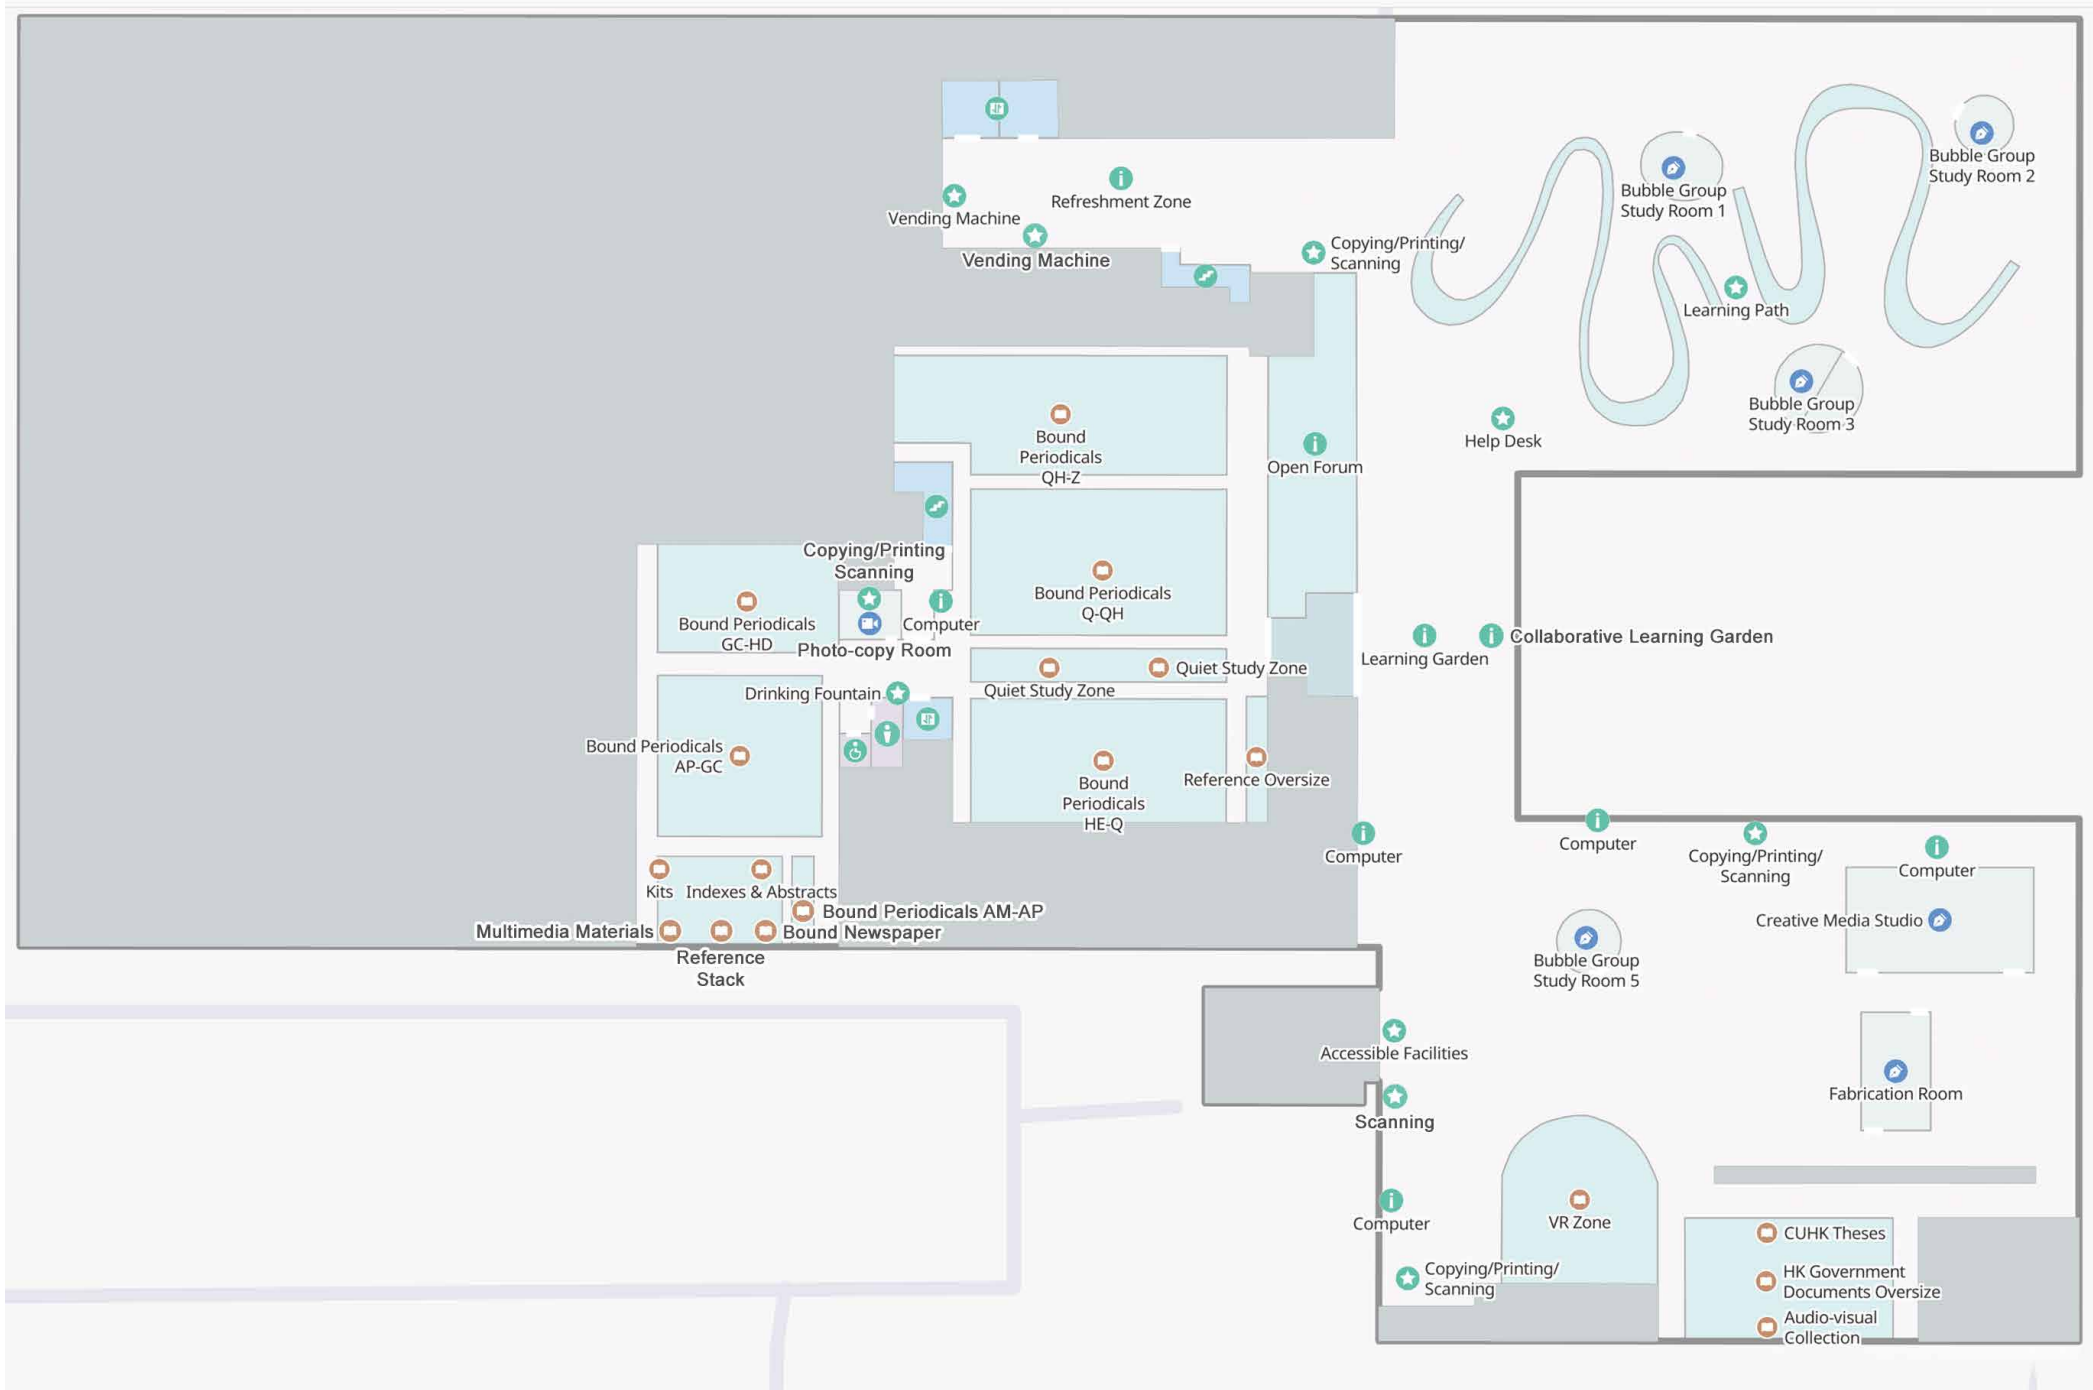 Bubble Group
Study Room 2
Bubble Group
Study Room 1
Refreshment Zone
Vending Machine
Vending Machine
Copying/Printing/
Scanning
Learning Path
Bubble Group
Study Room 3
Help Desk
Bound
Periodicals
QH-Z
Open Forum
Copying/Printing
Scanning
Bound Periodicals
Q-QH
Bound Periodicals
GC-HD
Computer
Photo-copy Room
Learning Garden
Collaborative Learning Garden
Quiet Study Zone
Quiet Study Zone
Drinking Fountain
Bound Periodicals
AP-GC
Bound
Periodicals
HE-Q
Reference Oversize
Computer
Computer
Copying/Printing/
Scanning
Computer
Kits
Indexes & Abstracts
Bound Periodicals AM-AP
Multimedia Materials
Bound Newspaper
Reference
Stack
Creative Media Studio
Bubble Group
Study Room 5
Accessible Facilities
Fabrication Room
Scanning
Computer
VR Zone
CUHK Theses
Copying/Printing/
Scanning
HK Government
Documents Oversize
Audio-visual
Collection